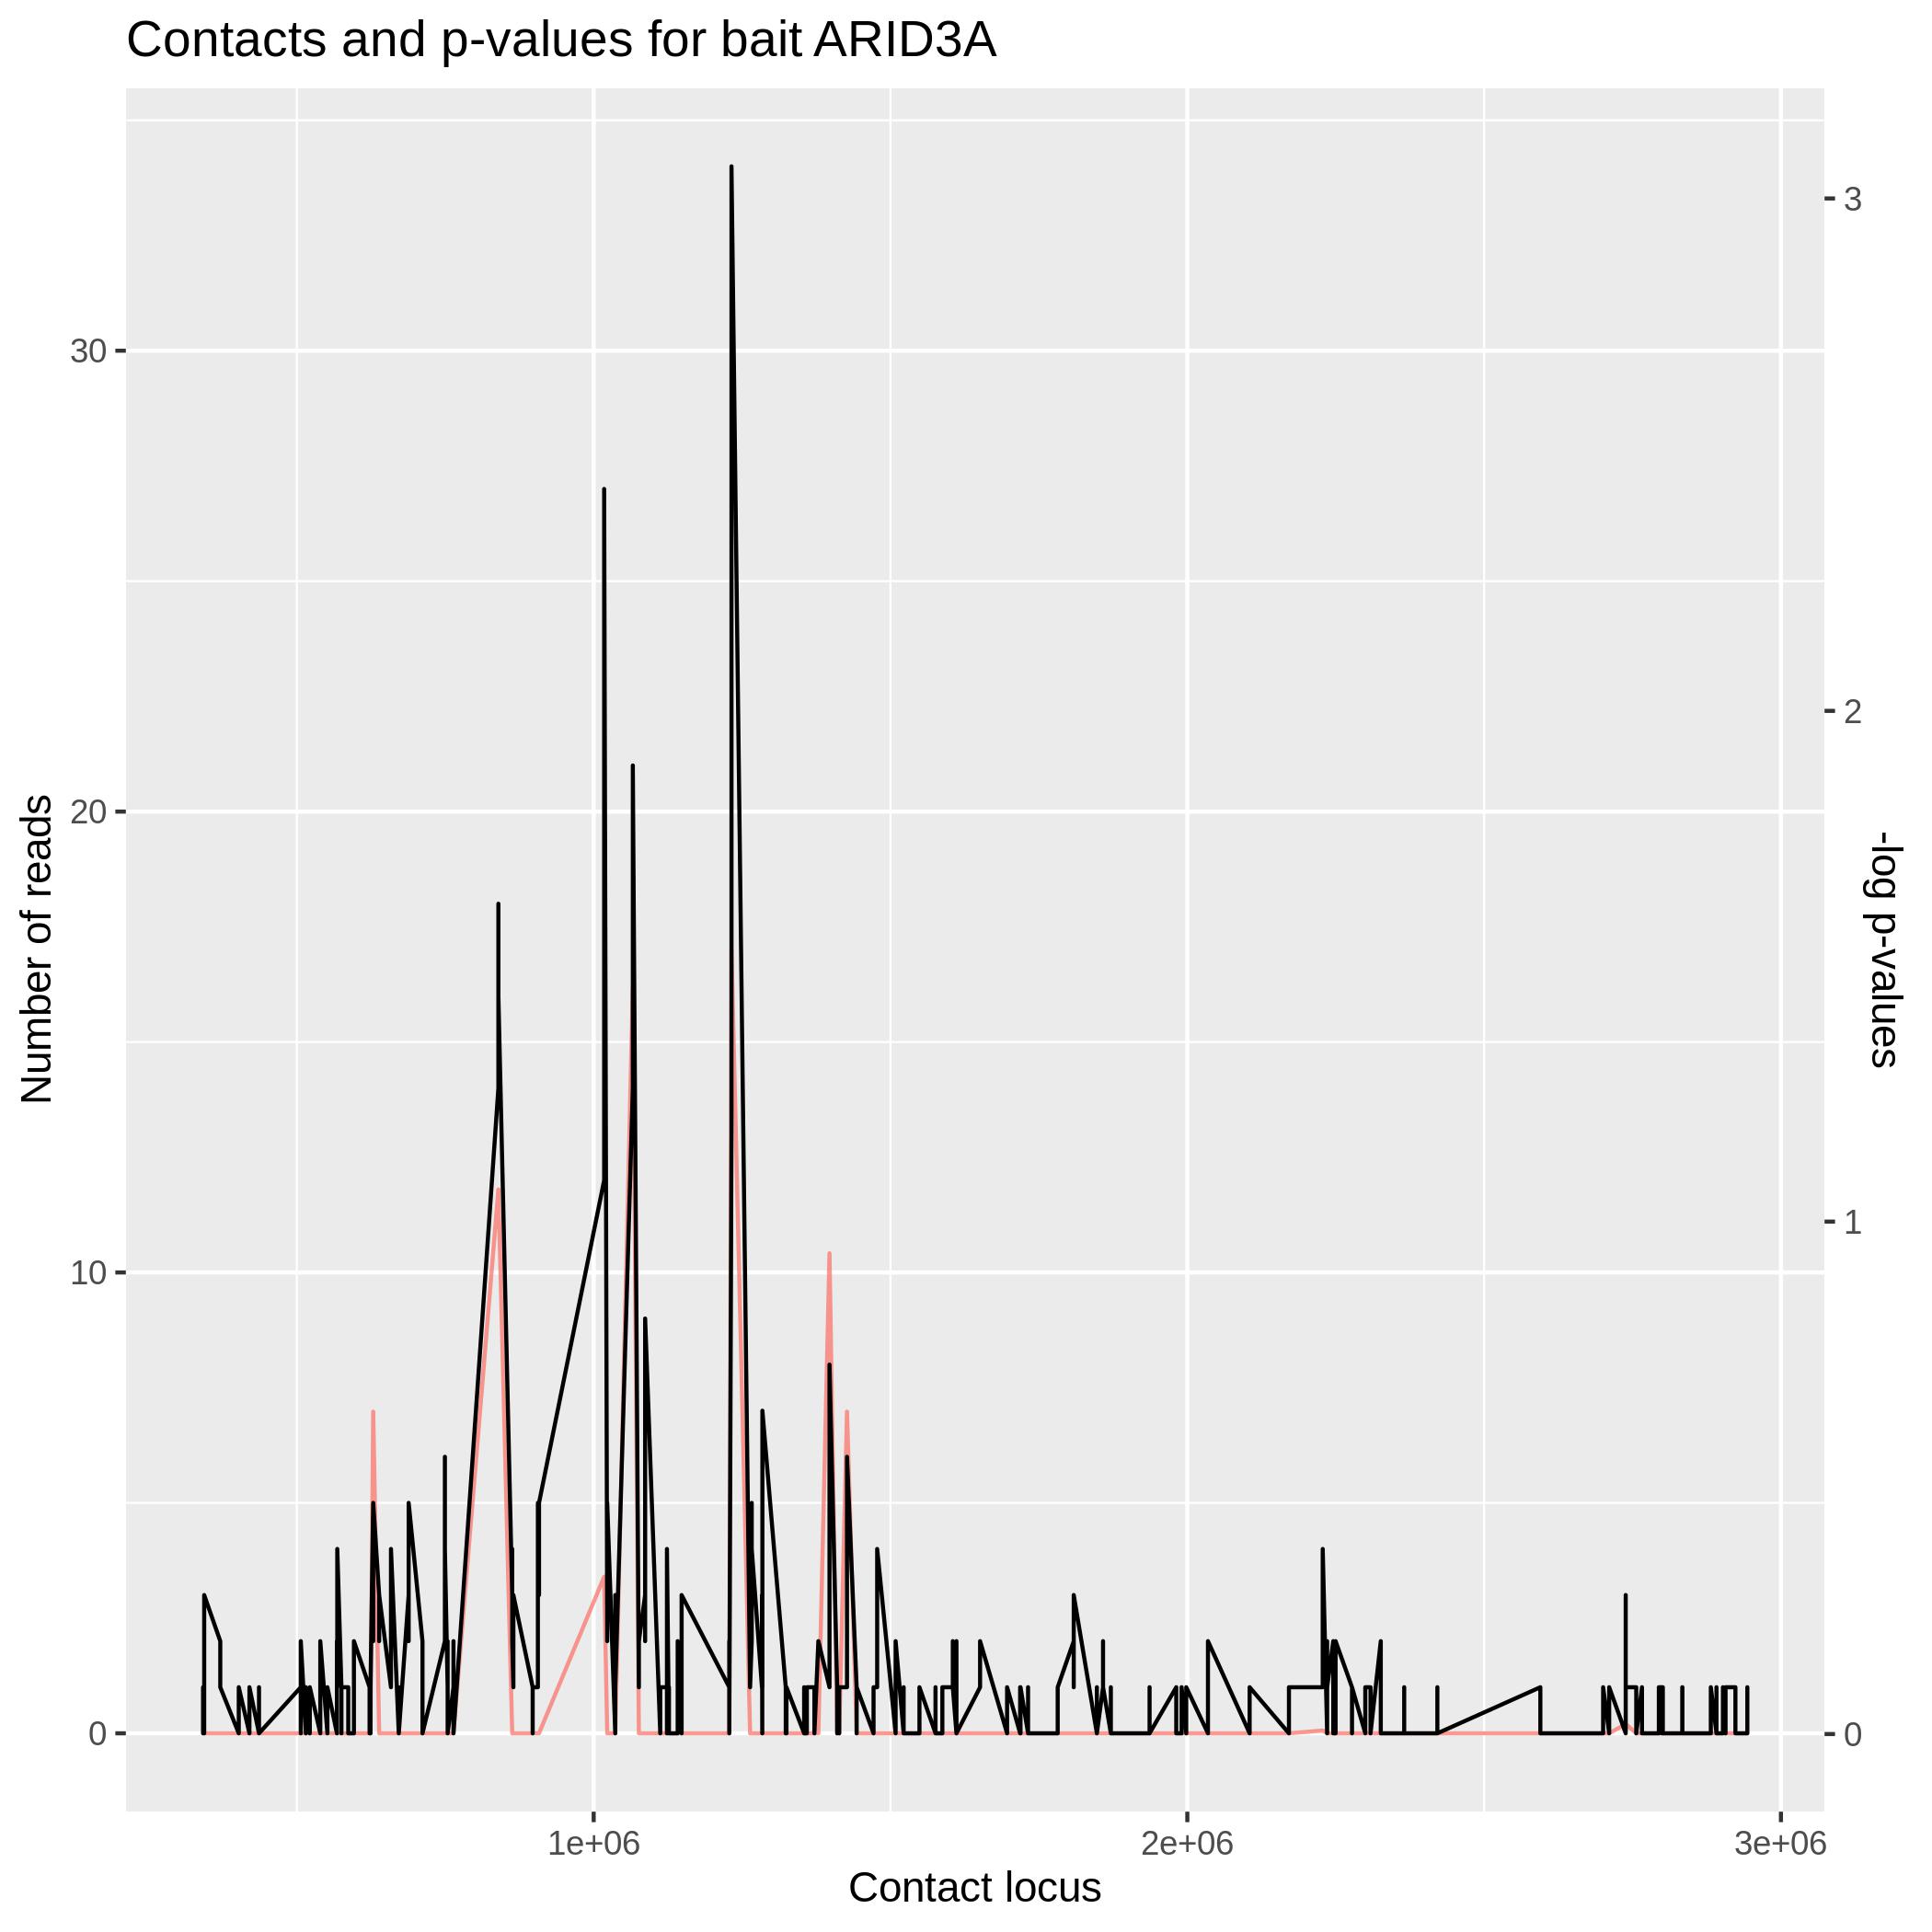 Contacts and p-values for bait ARID3A
Number of reads
30
20
10
0
3
2
1
0
-log p-values
1e+06
2e+06
3e+06
Contact locus